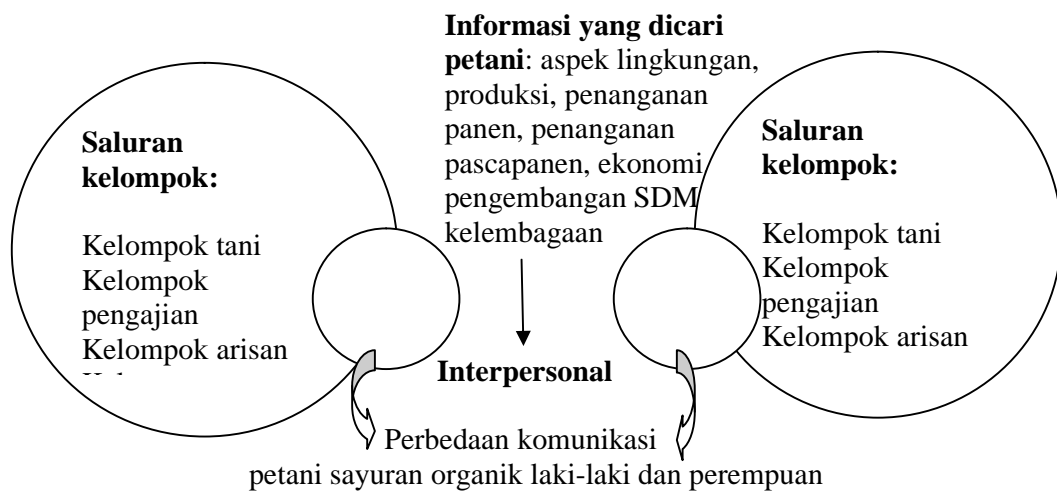 Informasi yang dicari
petani: aspek lingkungan,
produksi, penanganan
panen, penanganan
pascapanen, ekonomi
pengembangan SDM
kelembagaan
Saluran
kelompok:
Kelompok tani
Kelompok
pengajian
Kelompok arisan
Saluran
kelompok:
Kelompok tani
Kelompok
pengajian
Kelompok arisan
Interpersonal
Perbedaan komunikasi
petani sayuran organik laki-laki dan perempuan